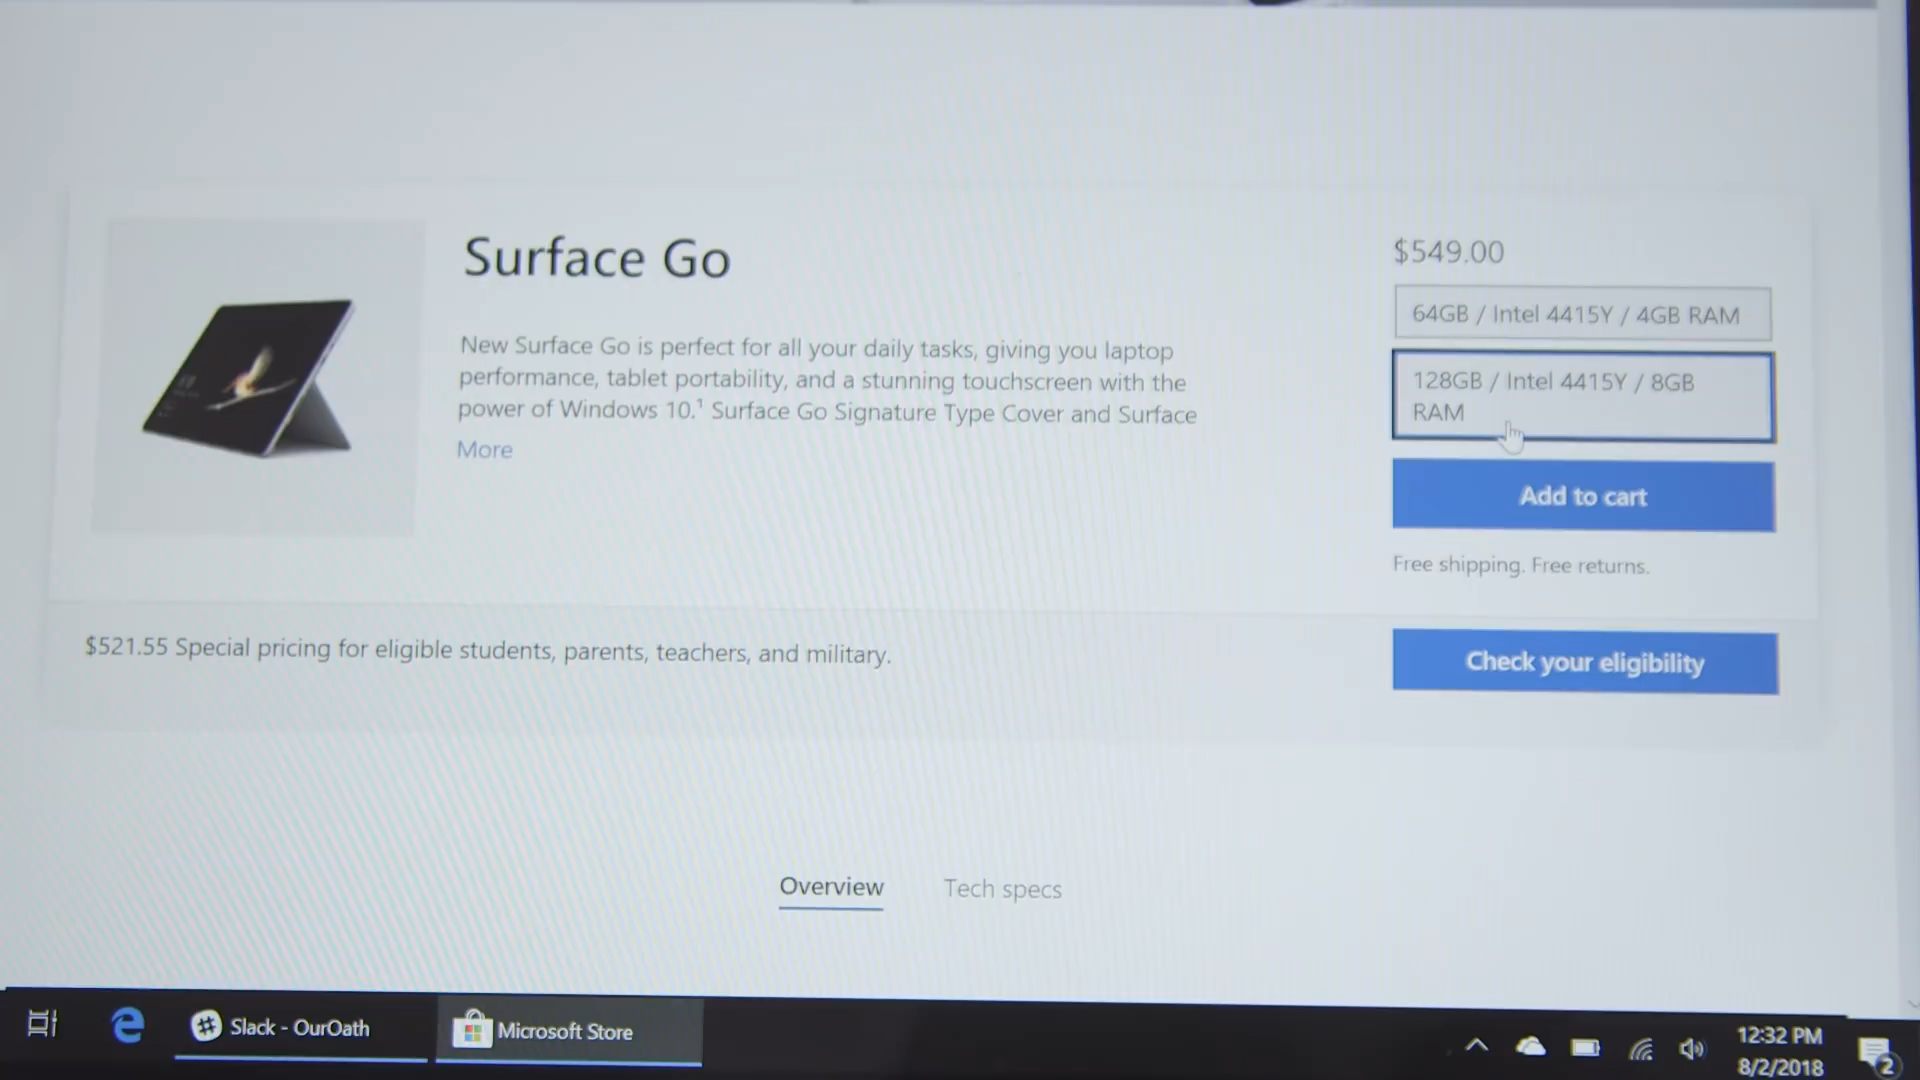 Surface Go
New Surface Go is perfect for all your daily tasks, giving you laptop
performance, tablet portability, and a stunning touchscreen with the
power of Windows 10.¹ Surface Go Signature Type Cover and Surface
More
$549.00
64GB / Intel 4415Y / 4GB RAM
128GB / Intel 4415Y / 8GB
RAM
Add to cart
Free shipping. Free returns.
$521.55 Special pricing for eligible students, parents, teachers, and military.
Check your eligibility
Overview
Tech specs
Slack - OurOath
Microsoft Store
12:32 PM
8/2/2018
2